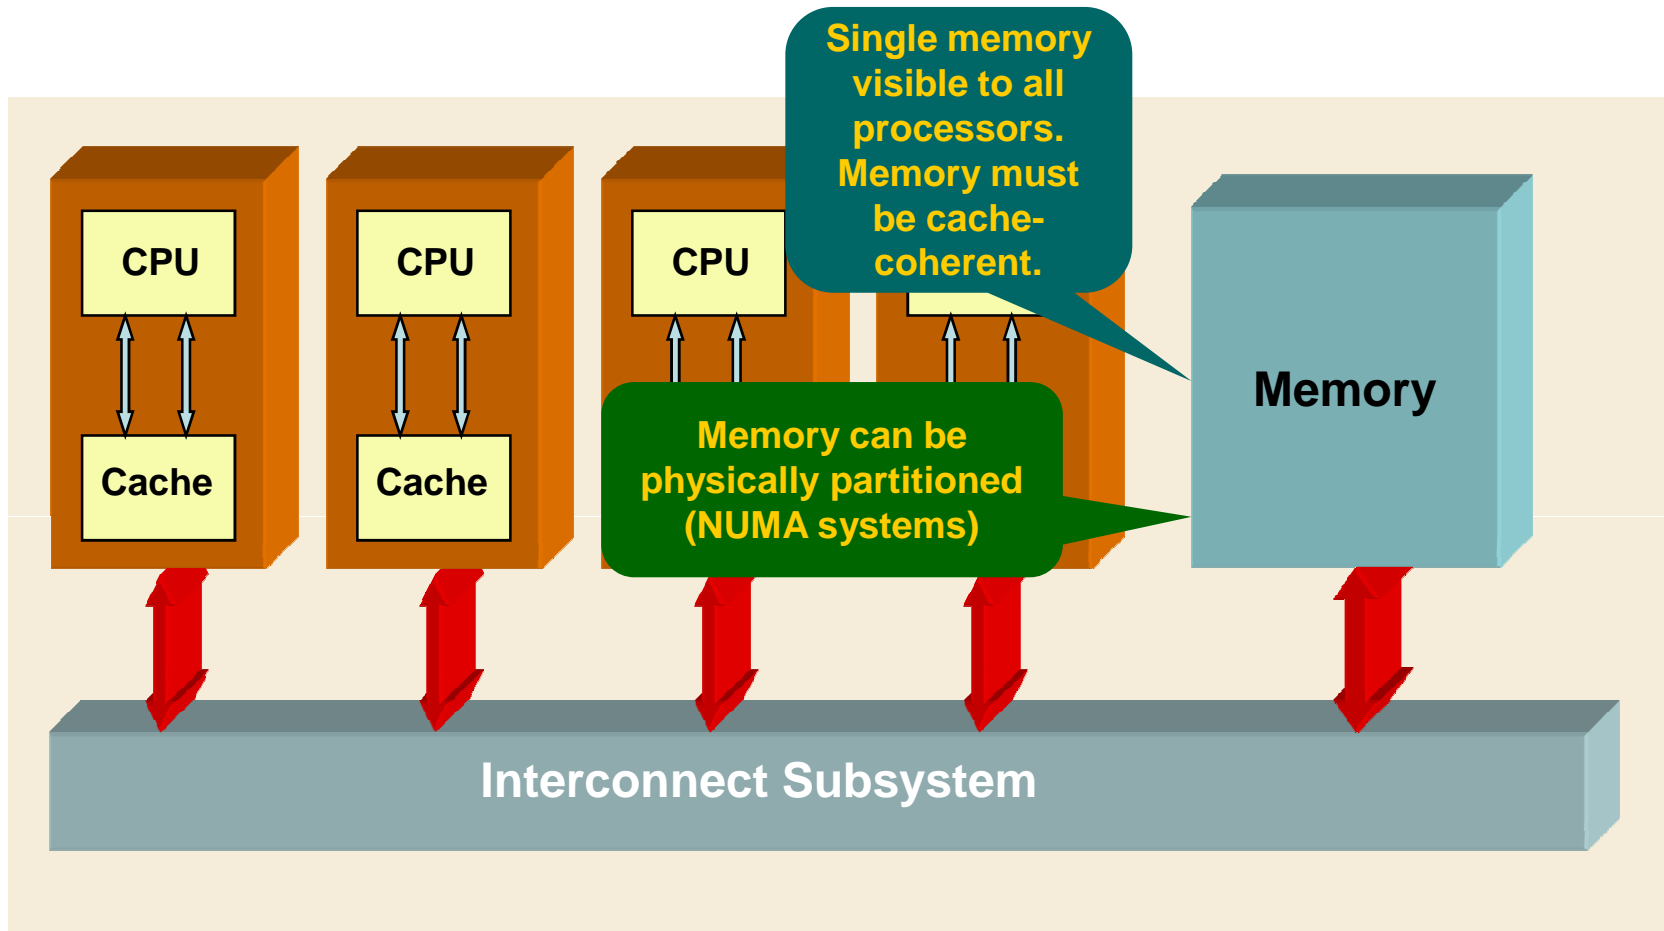 Single memory
visible to all
processors.
Memory must
be cache-
coherent.
CPU
CPU
CPU
Memory
Memory can be
physically partitioned
(NUMA systems)
Cache
Cache
Interconnect Subsystem